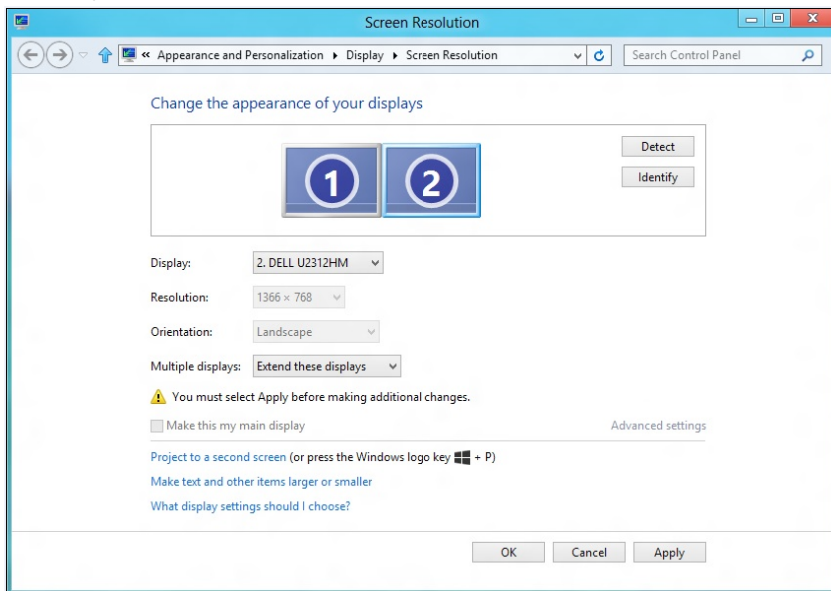 Screen Resolution
« Appearance and Personalization ▸ Display ▸ Screen Resolution
Search Control Panel
Change the appearance of your displays
1 2
Detect
Identify
Display: 2. DELL U2312HM
Resolution: 1366 × 768
Orientation: Landscape
Multiple displays: Extend these displays
You must select Apply before making additional changes.
Make this my main display
Advanced settings
Project to a second screen (or press the Windows logo key + P)
Make text and other items larger or smaller
What display settings should I choose?
OK Cancel Apply